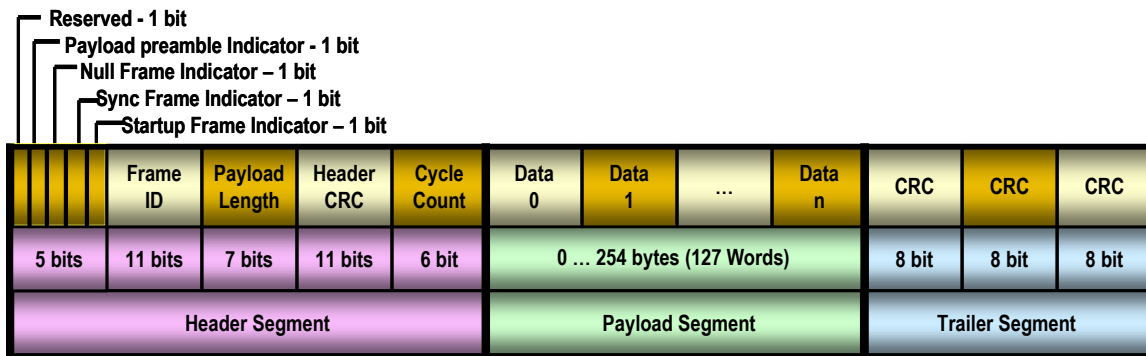 Reserved - 1 bit
Payload preamble Indicator - 1 bit
Null Frame Indicator – 1 bit
Sync Frame Indicator – 1 bit
Startup Frame Indicator – 1 bit
Frame ID
Payload Length
Header CRC
Cycle Count
Data 0
Data 1
...
Data n
CRC
CRC
CRC
5 bits
11 bits
7 bits
11 bits
6 bit
0 ... 254 bytes (127 Words)
8 bit
8 bit
8 bit
Header Segment
Payload Segment
Trailer Segment